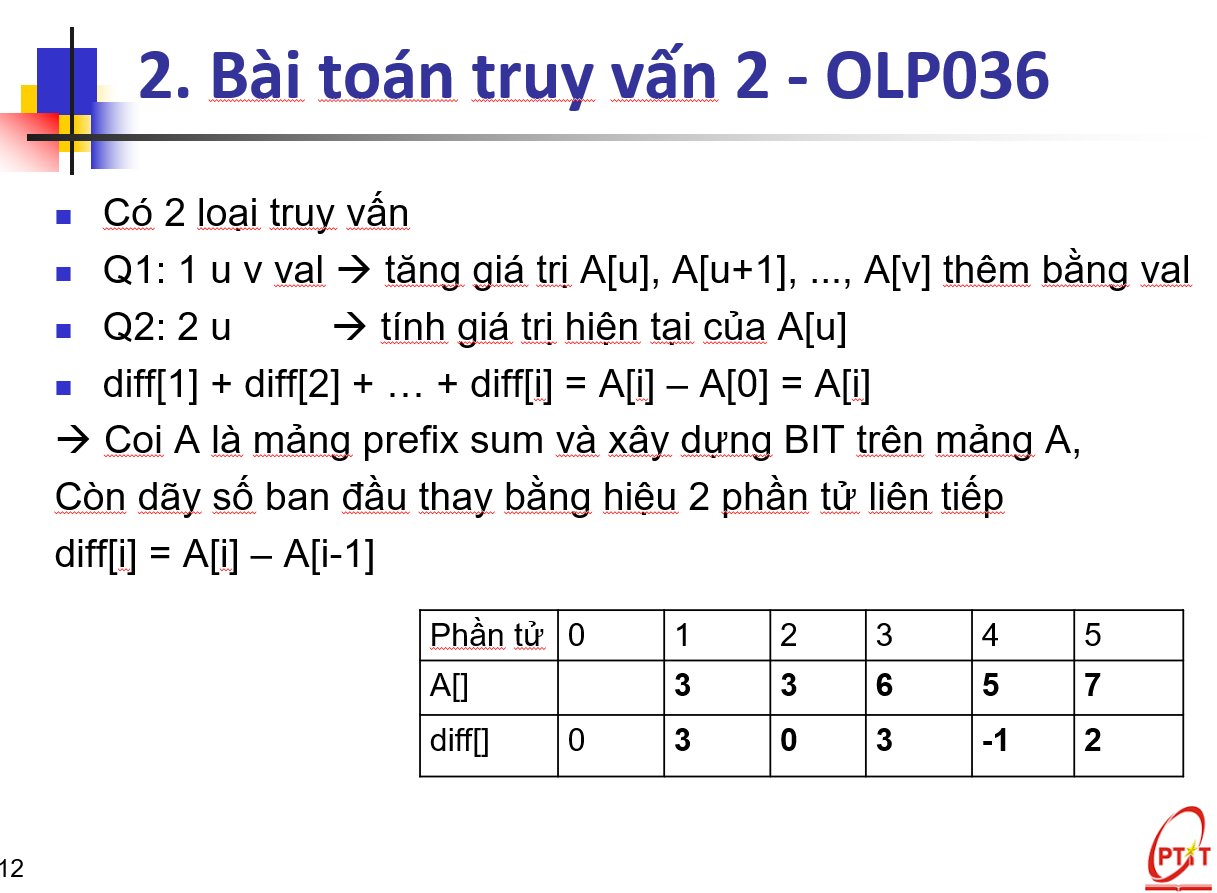 2. Bài toán truy vấn 2 - OLP036
Có 2 loại truy vấn
Q1: 1 u v val → tăng giá trị A[u], A[u+1], ..., A[v] thêm bằng val
Q2: 2 u → tính giá trị hiện tại của A[u]
diff[1] + diff[2] + … + diff[i] = A[i] – A[0] = A[i]
→ Coi A là mảng prefix sum và xây dựng BIT trên mảng A,
Còn dãy số ban đầu thay bằng hiệu 2 phần tử liên tiếp
diff[i] = A[i] – A[i-1]
Phần tử 0 1 2 3 4 5
A[] 3 3 6 5 7
diff[] 0 3 0 3 -1 2
PTIT
12